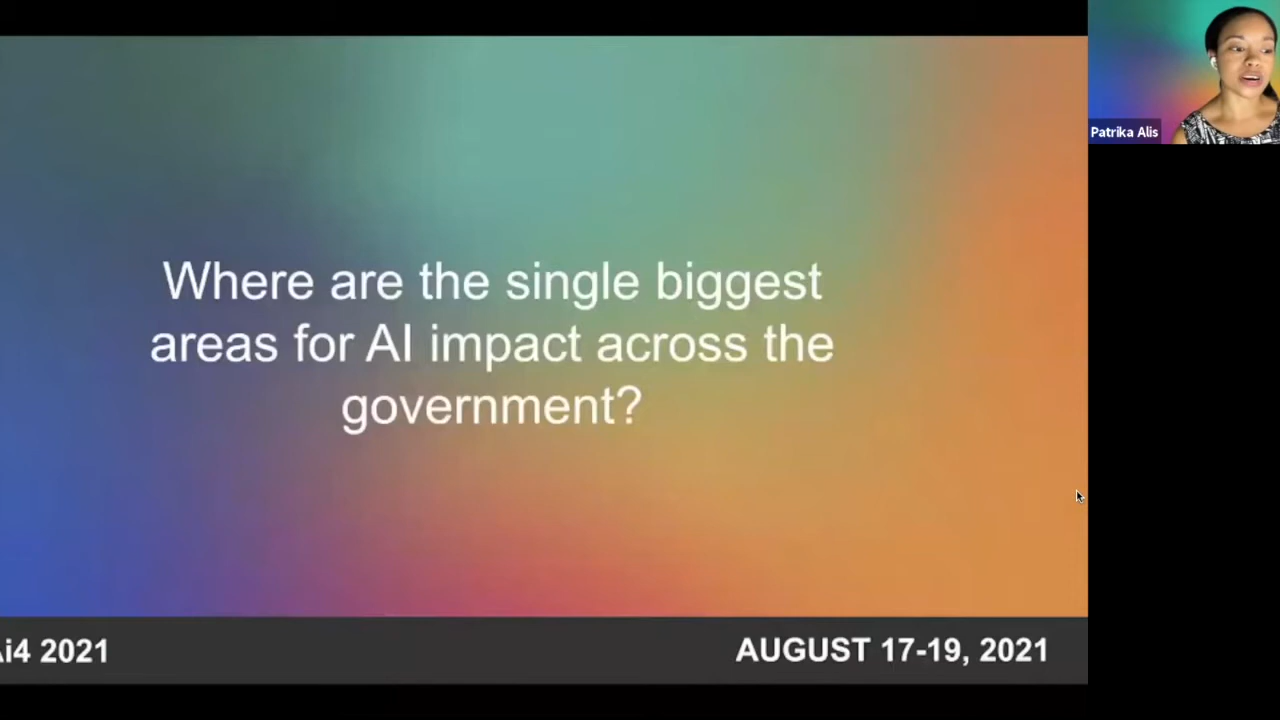 Where are the single biggest
areas for AI impact across the
government?
Ai4 2021
AUGUST 17-19, 2021
Patrika Alis